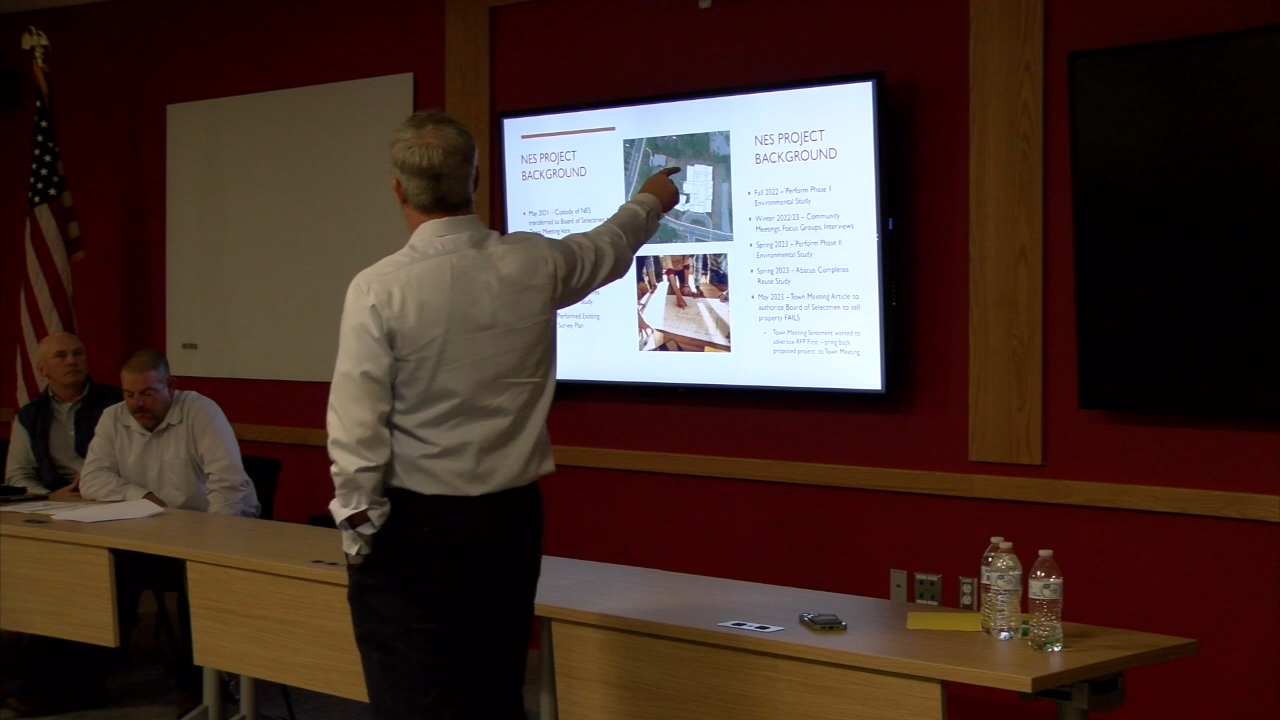 NES PROJECT
BACKGROUND
• May 2021 – Custody of NES
transferred to Board of Selectmen
Town Meeting Vote
Study
Performed Existing
Survey Plan
NES PROJECT
BACKGROUND
• Fall 2022 – Perform Phase 1
Environmental Study
• Winter 2022/23 – Community
Meetings, Focus Groups, Interviews
• Spring 2023 – Perform Phase II
Environmental Study
• Spring 2023 – Abacus Completes
Reuse Study
• May 2023 – Town Meeting Article to
authorize Board of Selectmen to sell
property FAILS
➢ Town Meeting Sentiment wanted to
advertise RFP First – bring back
proposed project to Town Meeting